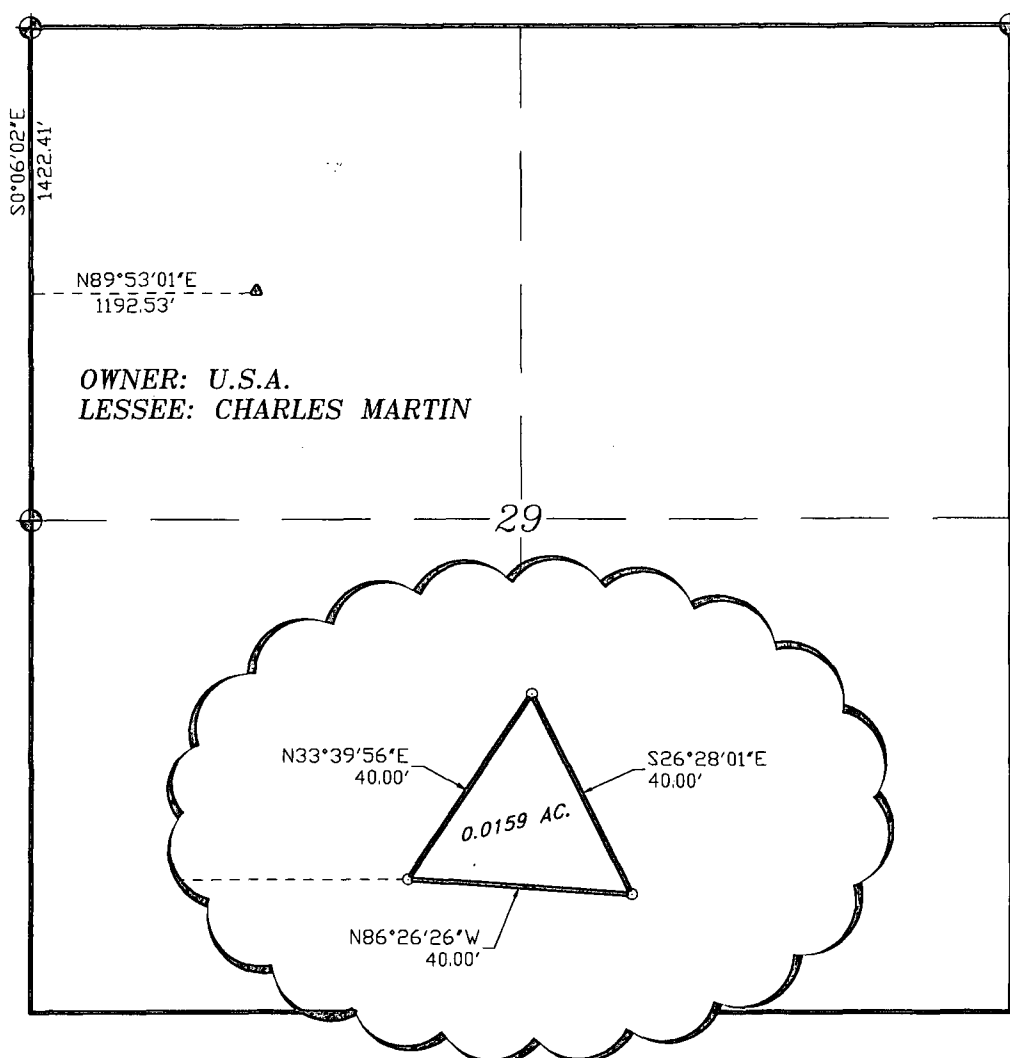 S0°06'02"E
1422.41'
N89°53'01"E
1192.53'
OWNER: U.S.A.
LESSEE: CHARLES MARTIN
29
N33°39'56"E
40.00'
S26°28'01"E
40.00'
0.0159 AC.
N86°26'26"W
40.00'